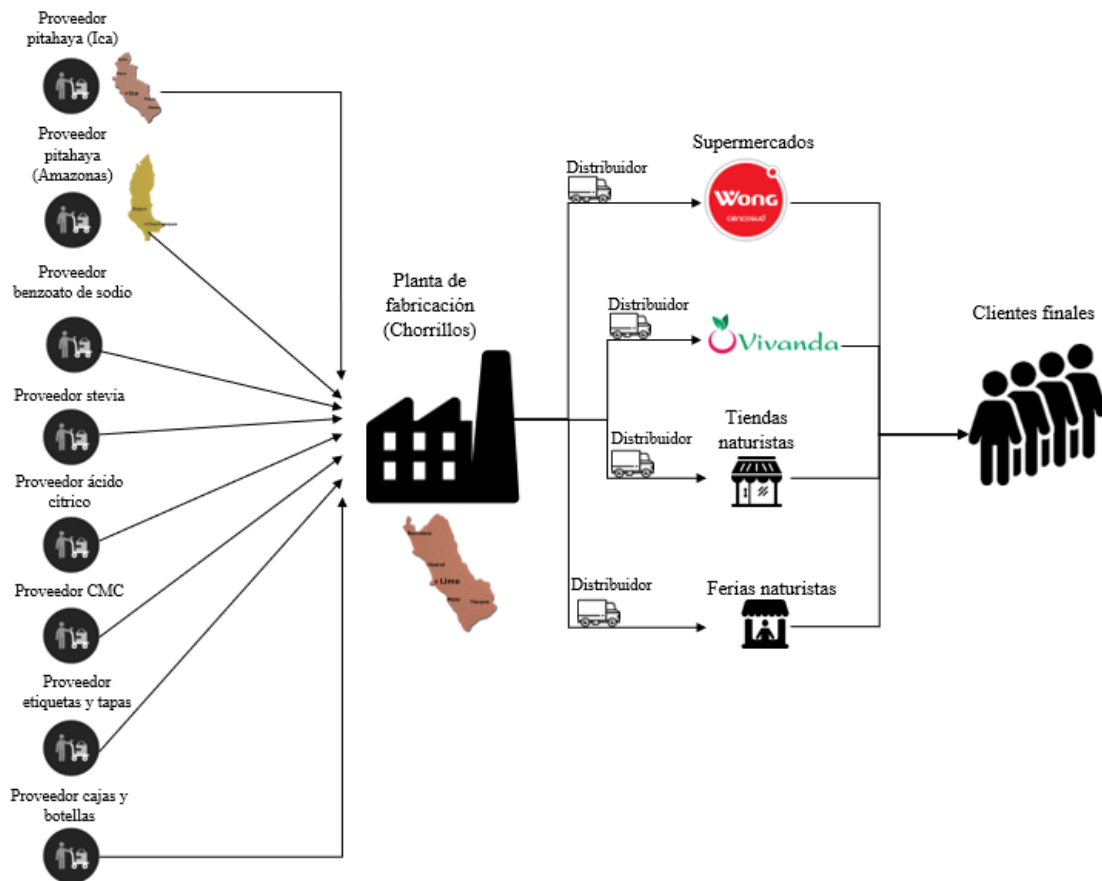 Proveedor
pitahaya (Ica)
Ica
Proveedor
pitahaya
(Amazonas)
Proveedor
benzoato de sodio
Proveedor stevia
Proveedor ácido
cítrico
Proveedor CMC
Proveedor
etiquetas y tapas
Proveedor cajas y
botellas
Planta de
fabricación
(Chorrillos)
Lima
Distribuidor
Supermercados
Wong
cencosud
Distribuidor
Vivanda
Distribuidor
Tiendas
naturistas
Distribuidor
Ferias naturistas
Clientes finales